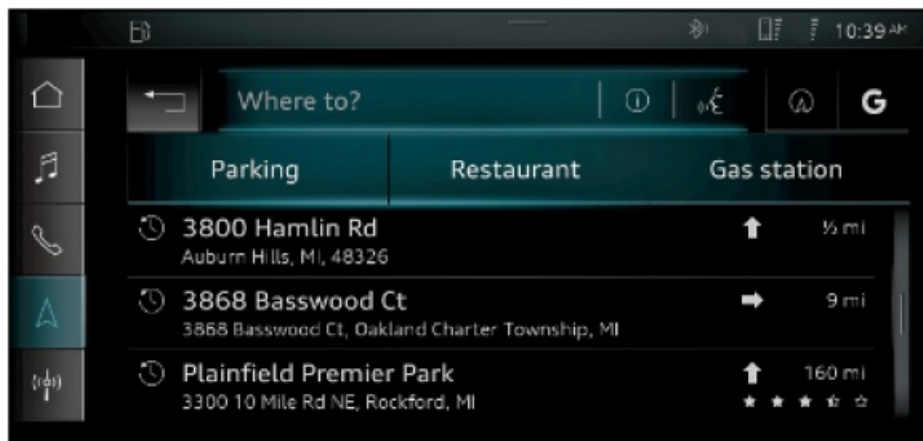 10:39 AM
Where to?
G
Parking Restaurant Gas station
3800 Hamlin Rd ½ mi
Auburn Hills, MI, 48326
3868 Basswood Ct 9 mi
3868 Basswood Ct, Oakland Charter Township, MI
Plainfield Premier Park 160 mi
3300 10 Mile Rd NE, Rockford, MI